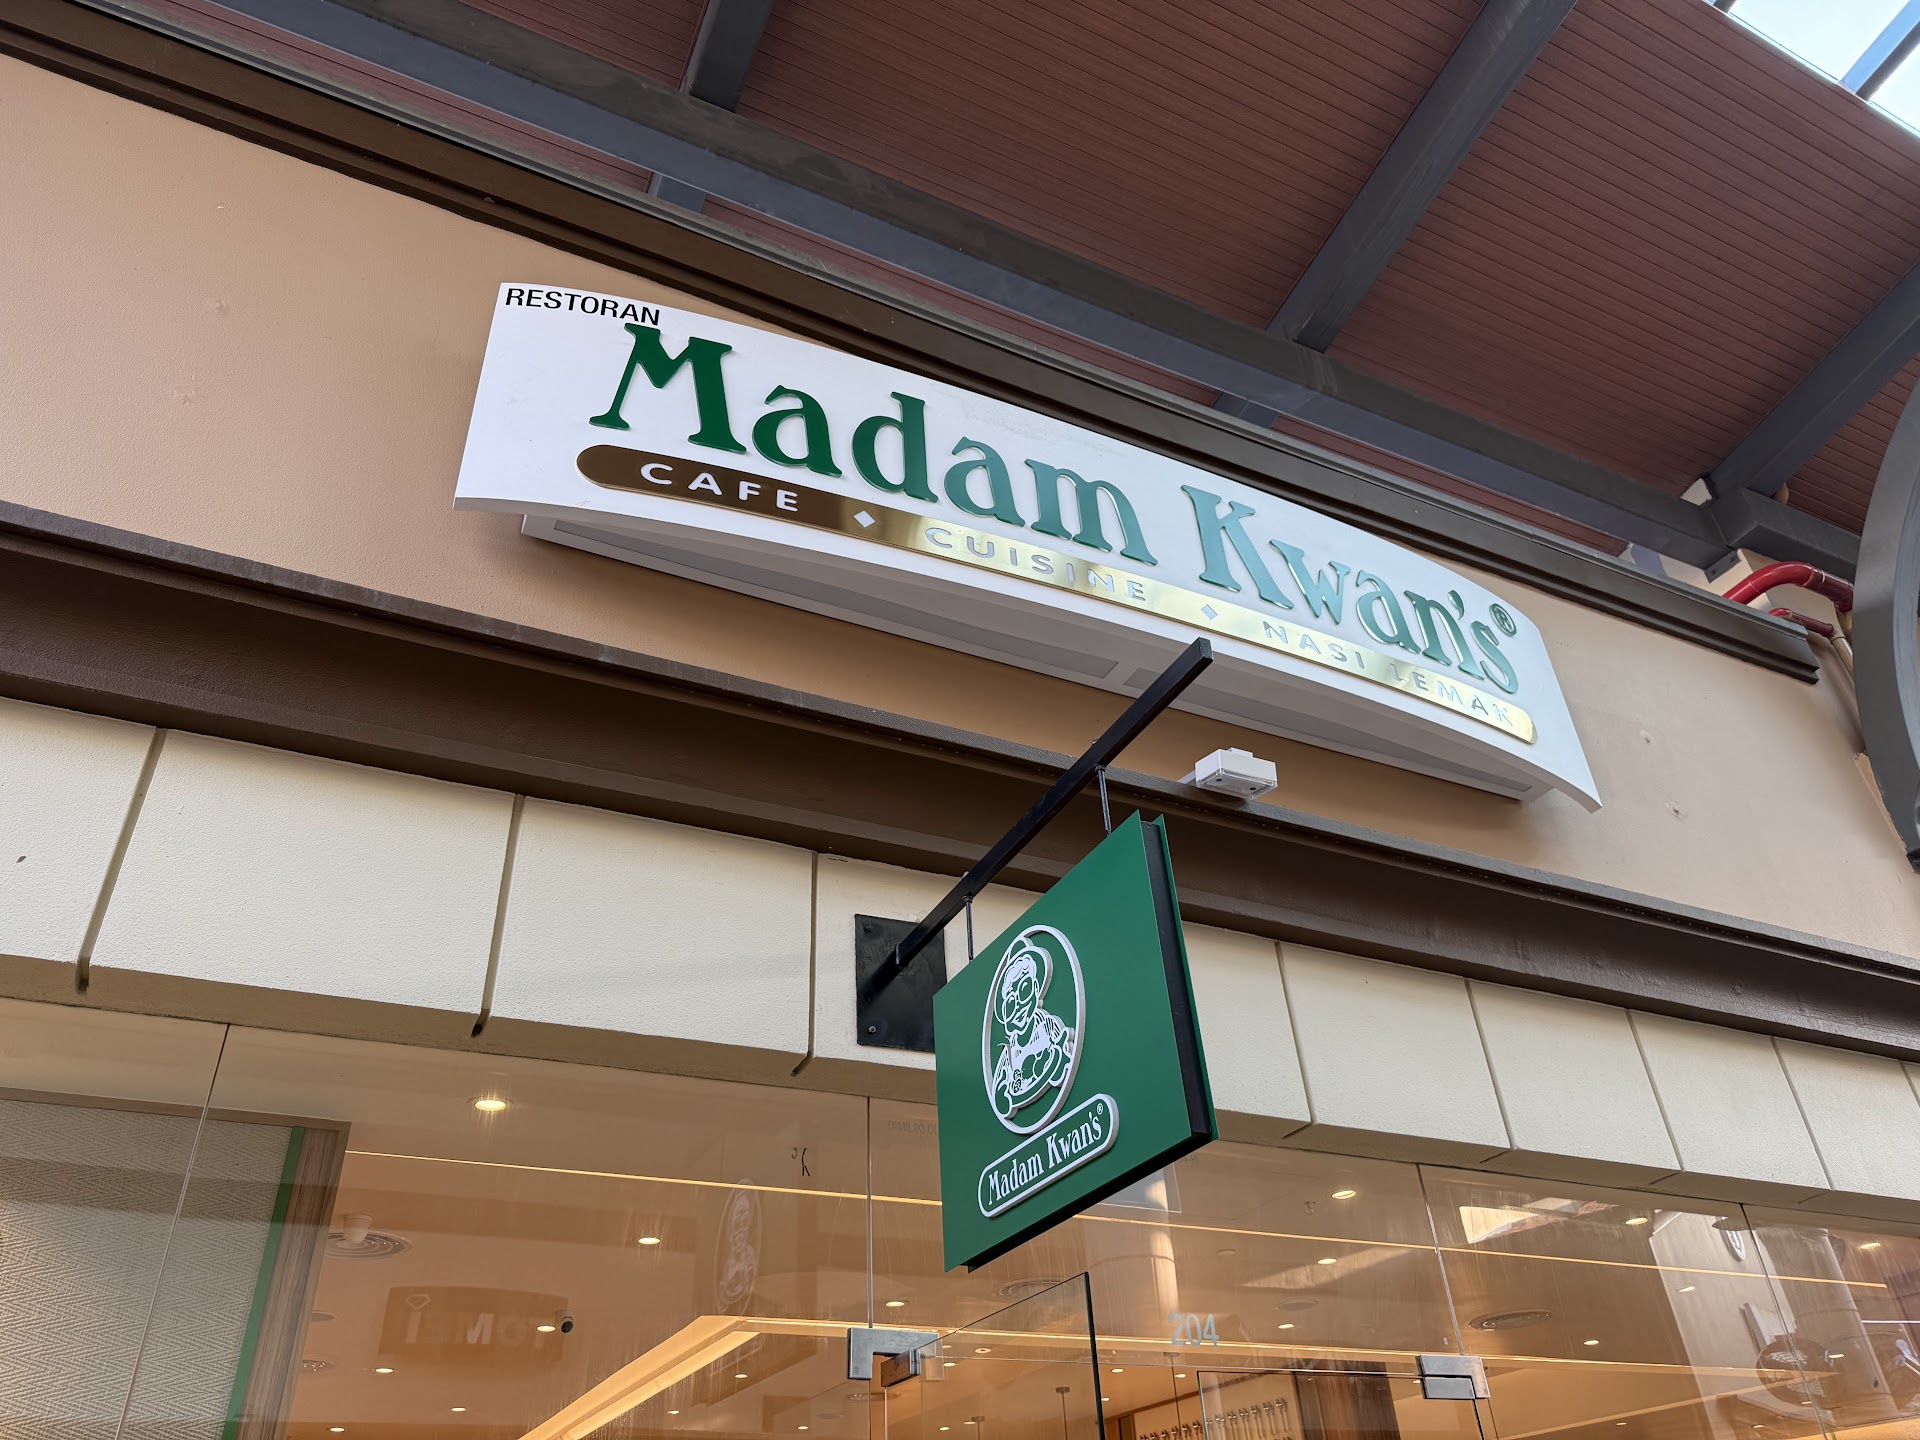 RESTORAN
Madam Kwan's®
CAFE ◆ CUISINE ◆ NASI LEMAK
Madam Kwan's®
204